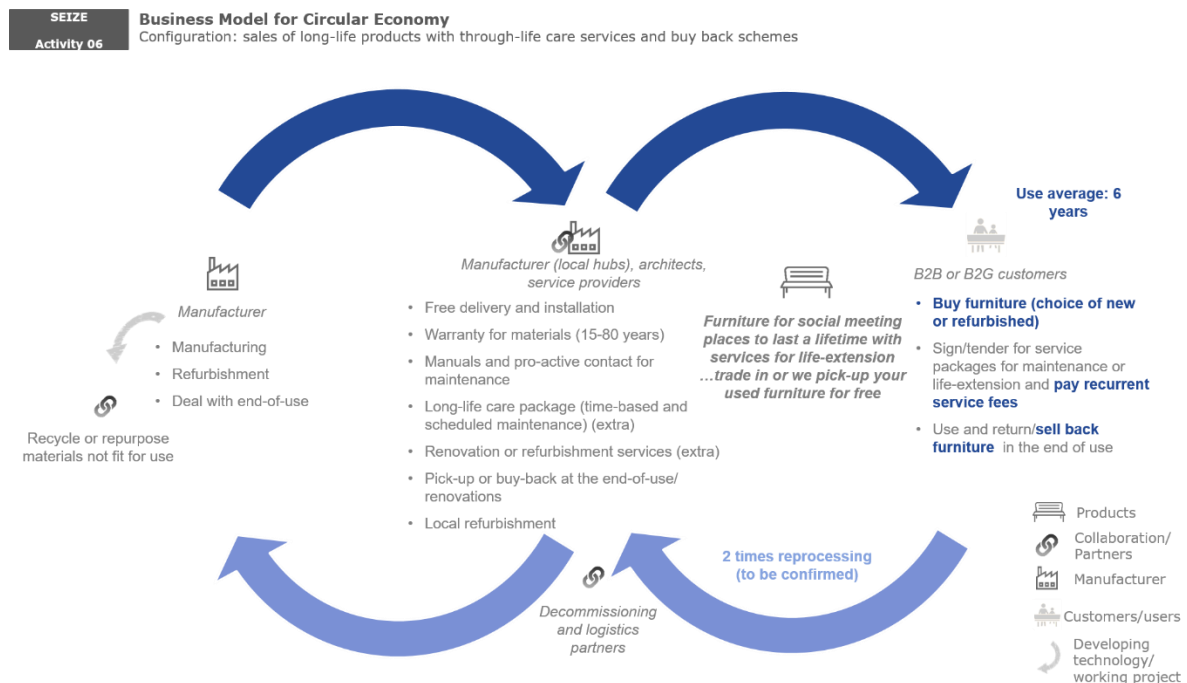 SEIZE
Activity 06
Business Model for Circular Economy
Configuration: sales of long-life products with through-life care services and buy back schemes
Use average: 6
years
Manufacturer
• Manufacturing
• Refurbishment
• Deal with end-of-use
Recycle or repurpose
materials not fit for use
Manufacturer (local hubs), architects,
service providers
• Free delivery and installation
• Warranty for materials (15-80 years)
• Manuals and pro-active contact for
maintenance
• Long-life care package (time-based and
scheduled maintenance) (extra)
• Renovation or refurbishment services (extra)
• Pick-up or buy-back at the end-of-use/
renovations
• Local refurbishment
Furniture for social meeting
places to last a lifetime with
services for life-extension
...trade in or we pick-up your
used furniture for free
B2B or B2G customers
• Buy furniture (choice of new
or refurbished)
• Sign/tender for service
packages for maintenance or
life-extension and pay recurrent
service fees
• Use and return/sell back
furniture in the end of use
2 times reprocessing
(to be confirmed)
Decommissioning
and logistics
partners
Products
Collaboration/
Partners
Manufacturer
Customers/users
Developing
technology/
working project